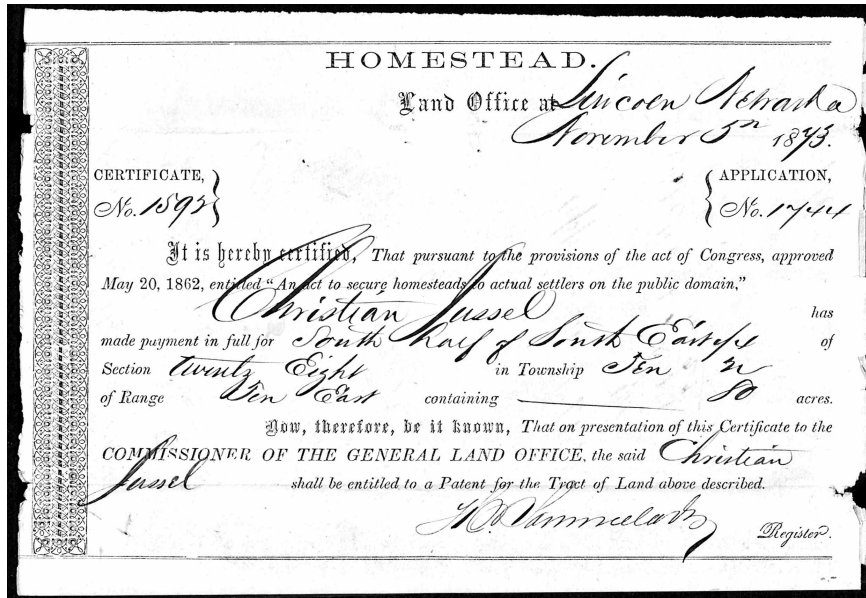 HOMESTEAD.
Land Office at Lincoln Nebraska
November 5th 1873.
CERTIFICATE, APPLICATION,
No. 1592 No. 1744
It is hereby certified, That pursuant to the provisions of the act of Congress, approved
May 20, 1862, entitled "An act to secure homesteads to actual settlers on the public domain,"
Christian Jussel has
made payment in full for South half of South East of
Section twenty Eight in Township Ten N
of Range Ten East containing 80 acres.
Now, therefore, be it known, That on presentation of this Certificate to the
COMMISSIONER OF THE GENERAL LAND OFFICE, the said Christian
Jussel shall be entitled to a Patent for the Tract of Land above described.
Register.